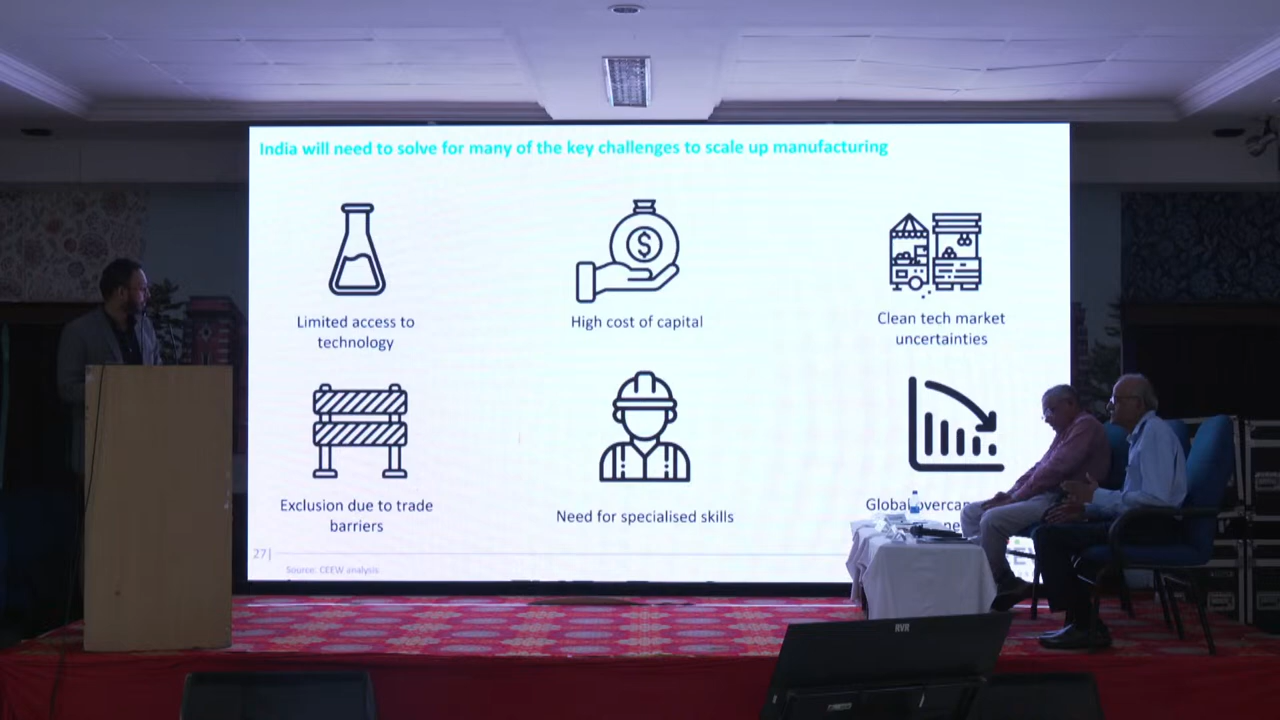 India will need to solve for many of the key challenges to scale up manufacturing
$
Limited access to
technology
High cost of capital
Clean tech market
uncertainties
Exclusion due to trade
barriers
Need for specialised skills
Global
27|
Source: CEEW analysis
RVR